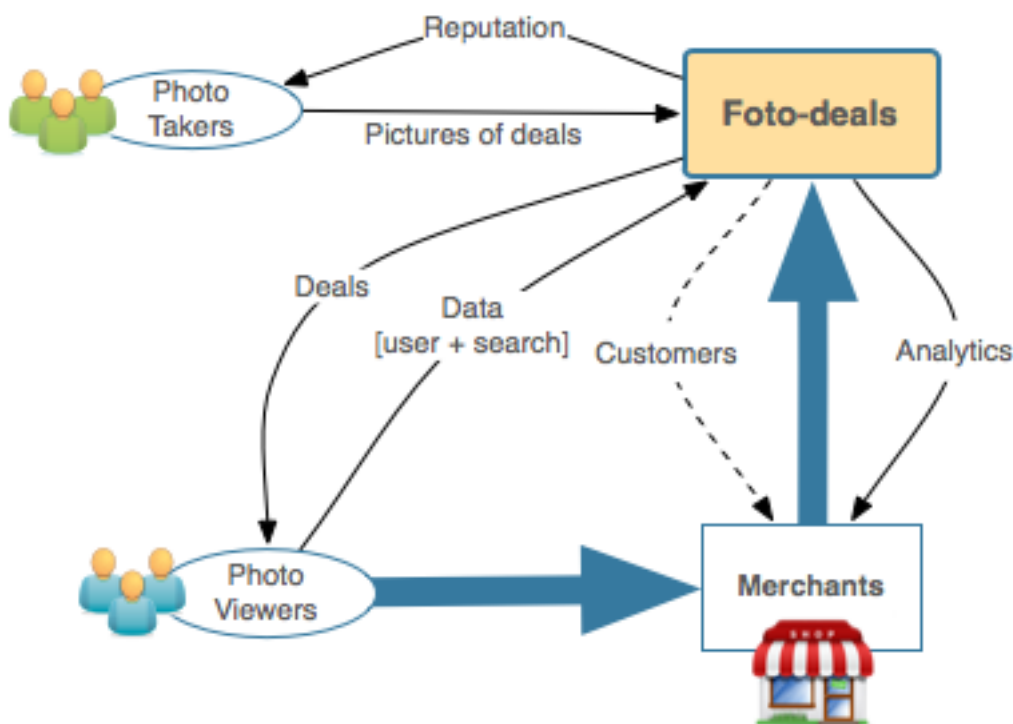 Reputation
Photo
Takers
Foto-deals
Pictures of deals
Deals
Data
[user + search]
Customers
Analytics
Photo
Viewers
Merchants
SHOP